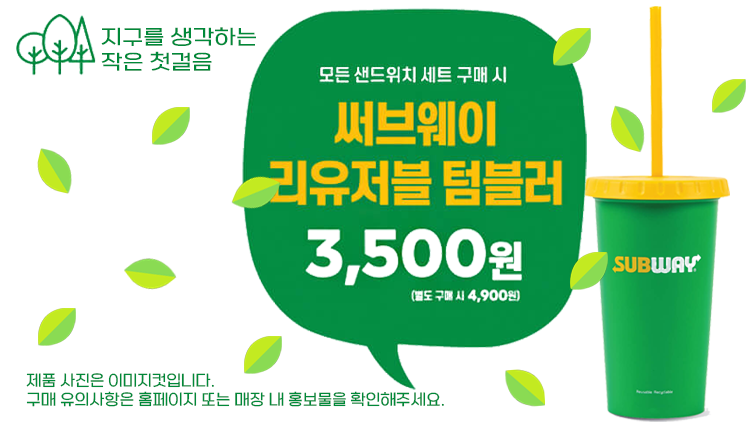 지구를 생각하는
작은 첫걸음
모든 샌드위치 세트 구매 시
써브웨이
리유저블 텀블러
3,500원
(별도 구매 시 4,900원)
SUBWAY
Reusable Recyclable
제품 사진은 이미지컷입니다.
구매 유의사항은 홈페이지 또는 매장 내 홍보물을 확인해주세요.